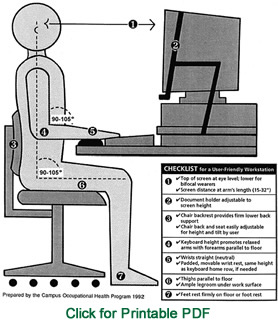 1
2
90-105°
4
5
3
90-105°
6
7
CHECKLIST for a User-Friendly Workstation
1 ✓Top of screen at eye level; lower for
bifocal wearers
✓Screen distance at arm's length (15-32")
2 ✓Document holder adjustable to
screen height
3 ✓Chair backrest provides firm lower back
support
✓Chair back and seat easily adjustable
for height and tilt by user
4 ✓Keyboard height promotes relaxed
arms with forearms parallel to floor
5 ✓Wrists straight (neutral)
✓Padded, movable wrist rest, same height
as keyboard home row, if needed
6 ✓Thighs parallel to floor
✓Ample legroom under work surface
7 ✓Feet rest firmly on floor or foot rest
Prepared by the Campus Occupational Health Program 1992
Click for Printable PDF